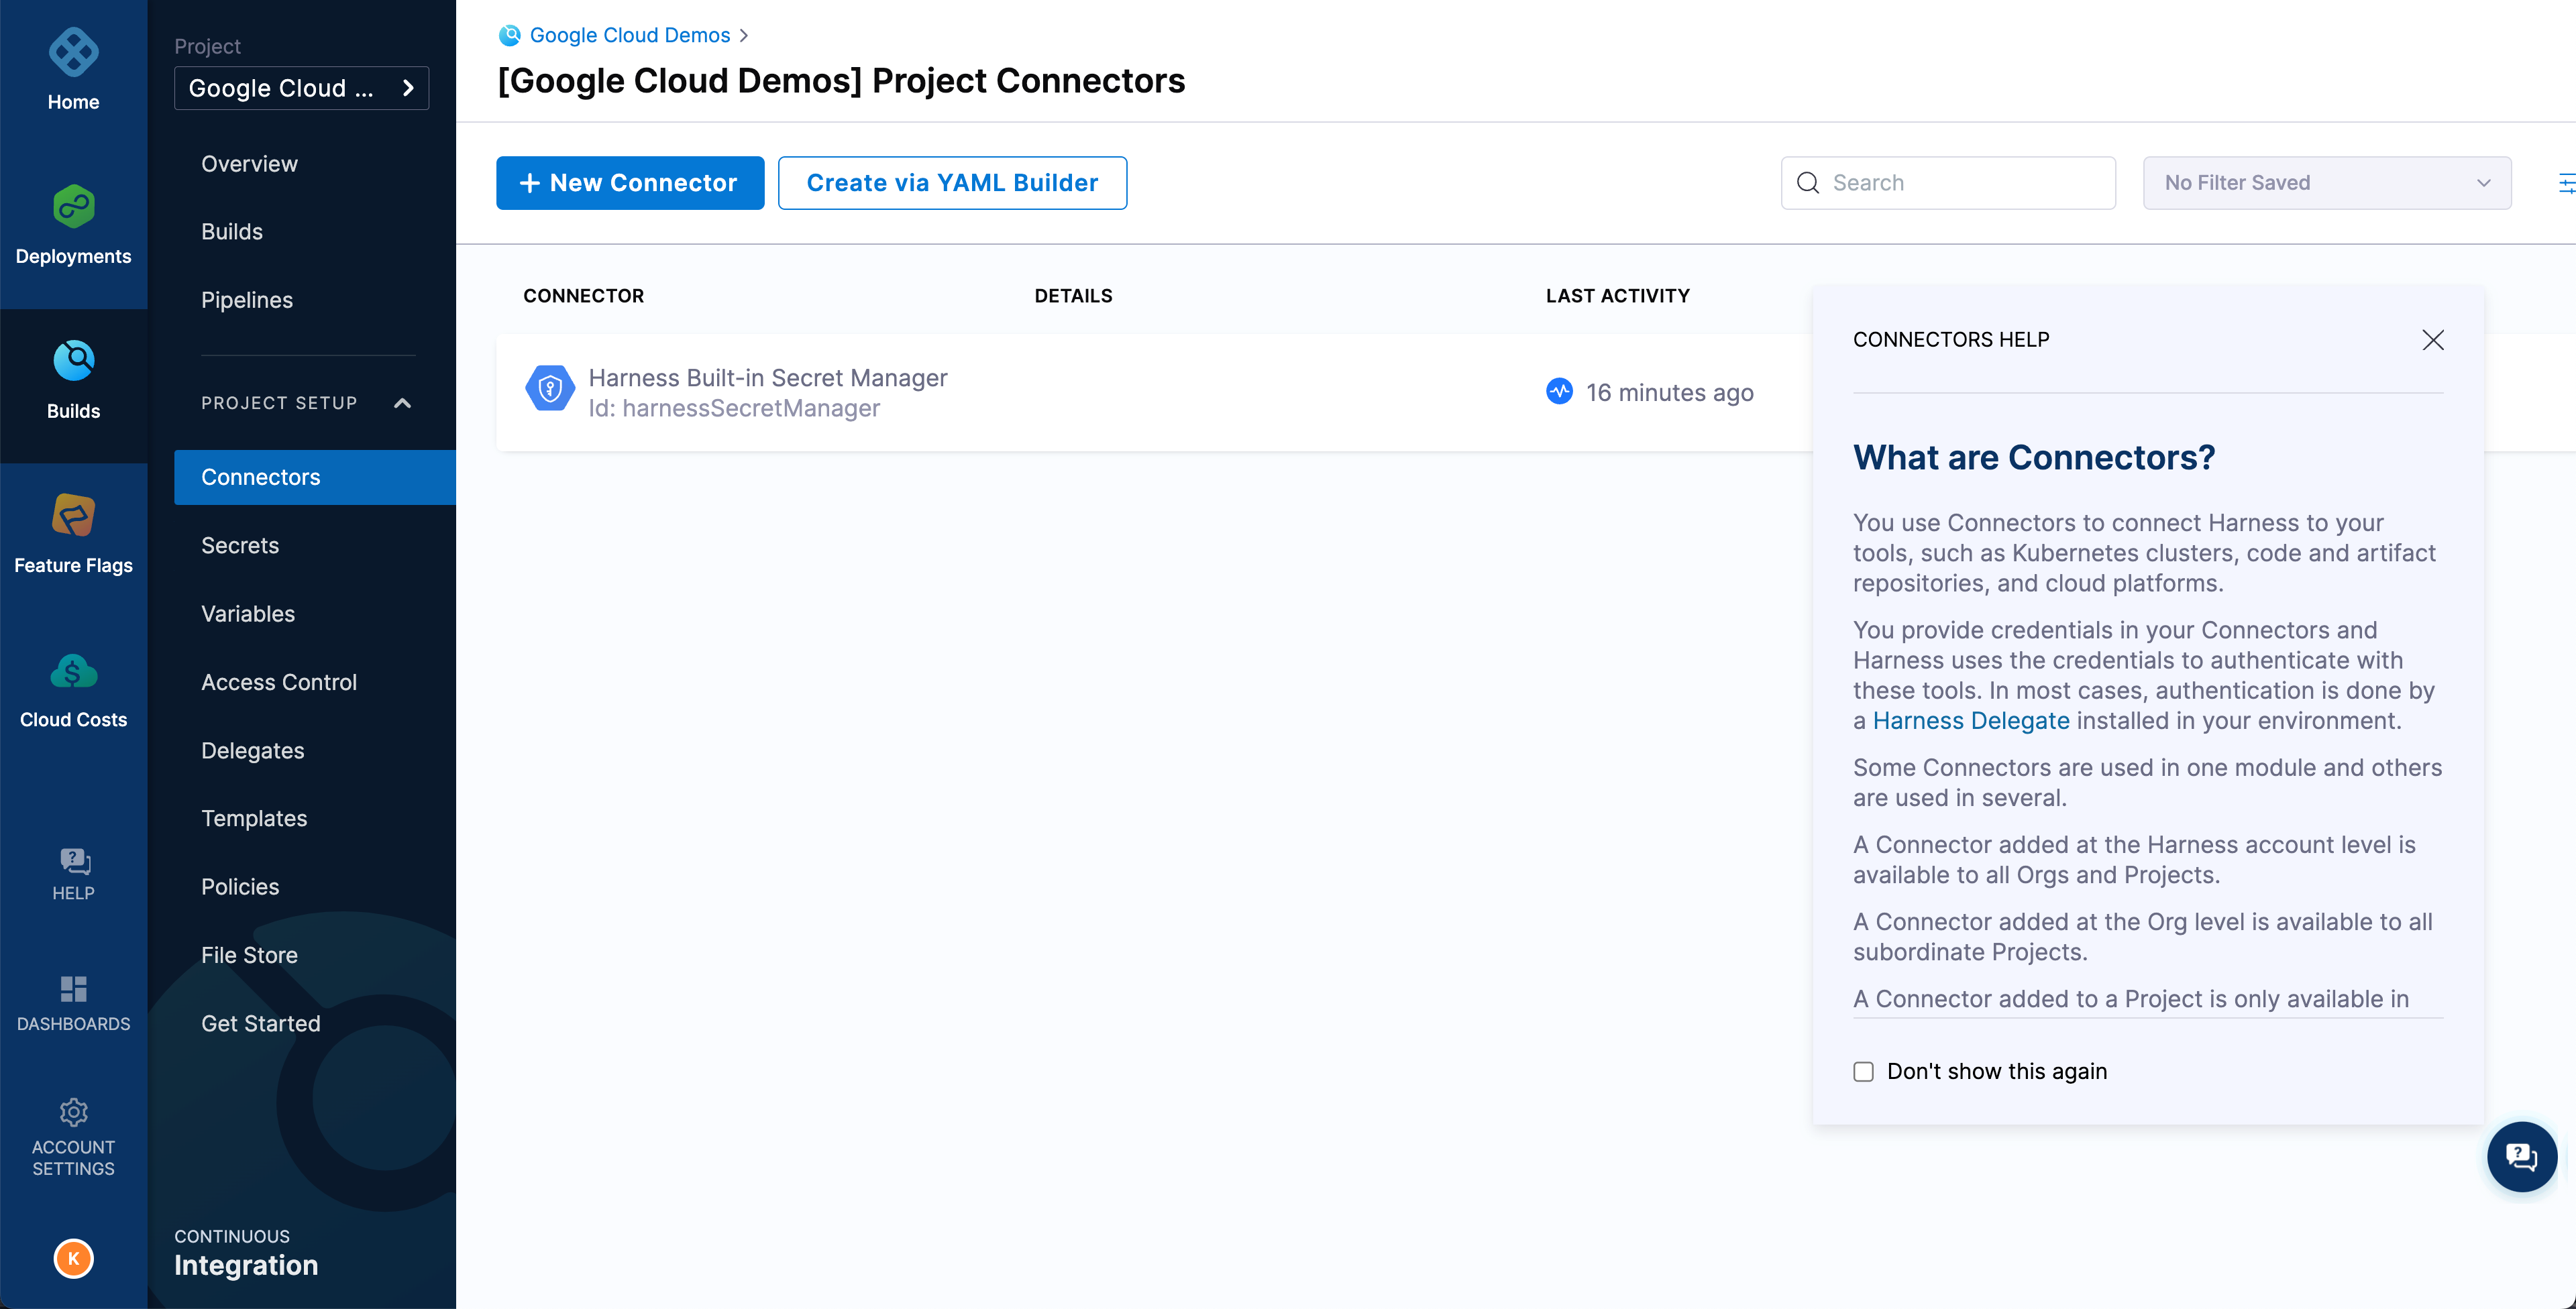 Home
Deployments
Builds
Feature Flags
Cloud Costs
HELP
DASHBOARDS
ACCOUNT
SETTINGS
K
Project
Google Cloud ...
Overview
Builds
Pipelines
PROJECT SETUP
Connectors
Secrets
Variables
Access Control
Delegates
Templates
Policies
File Store
Get Started
CONTINUOUS
Integration
Google Cloud Demos
[Google Cloud Demos] Project Connectors
+ New Connector
Create via YAML Builder
Search
No Filter Saved
CONNECTOR
DETAILS
LAST ACTIVITY
Harness Built-in Secret Manager
Id: harnessSecretManager
16 minutes ago
CONNECTORS HELP
What are Connectors?
You use Connectors to connect Harness to your
tools, such as Kubernetes clusters, code and artifact
repositories, and cloud platforms.
You provide credentials in your Connectors and
Harness uses the credentials to authenticate with
these tools. In most cases, authentication is done by
a Harness Delegate installed in your environment.
Some Connectors are used in one module and others
are used in several.
A Connector added at the Harness account level is
available to all Orgs and Projects.
A Connector added at the Org level is available to all
subordinate Projects.
A Connector added to a Project is only available in
Don't show this again